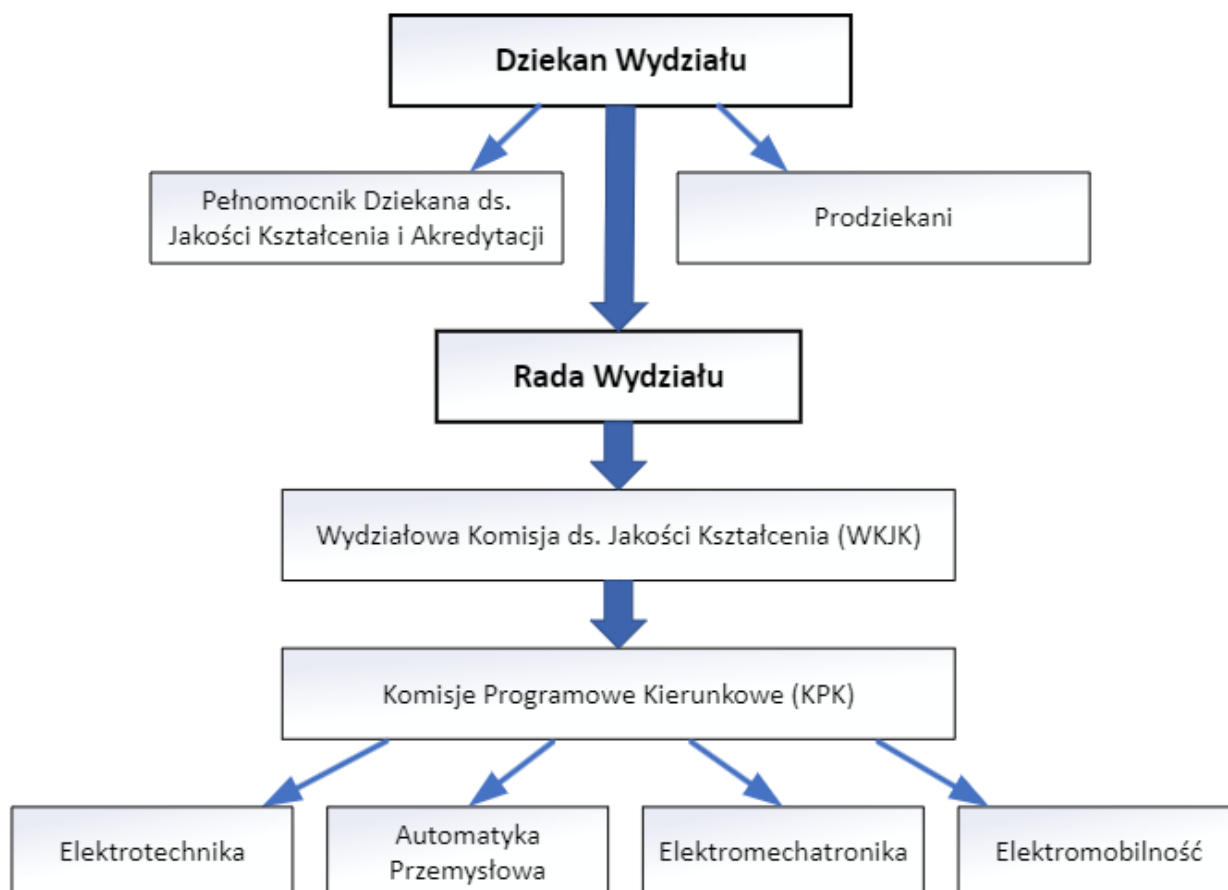 Dziekan Wydziału
Pełnomocnik Dziekana ds.
Jakości Kształcenia i Akredytacji
Prodziekani
Rada Wydziału
Wydziałowa Komisja ds. Jakości Kształcenia (WKJK)
Komisje Programowe Kierunkowe (KPK)
Elektrotechnika
Automatyka
Przemysłowa
Elektromechatronika
Elektromobilność